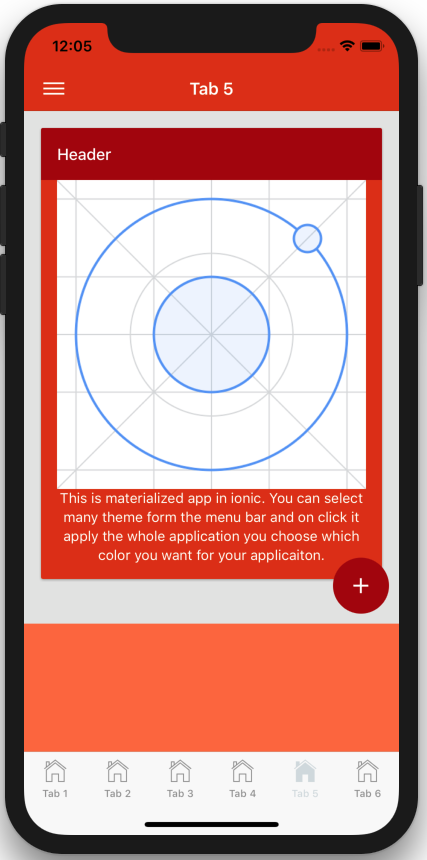 12:05
Tab 5
Header
This is materialized app in ionic. You can select
many theme form the menu bar and on click it
apply the whole application you choose which
color you want for your applicaiton.
Tab 1 Tab 2 Tab 3 Tab 4 Tab 5 Tab 6